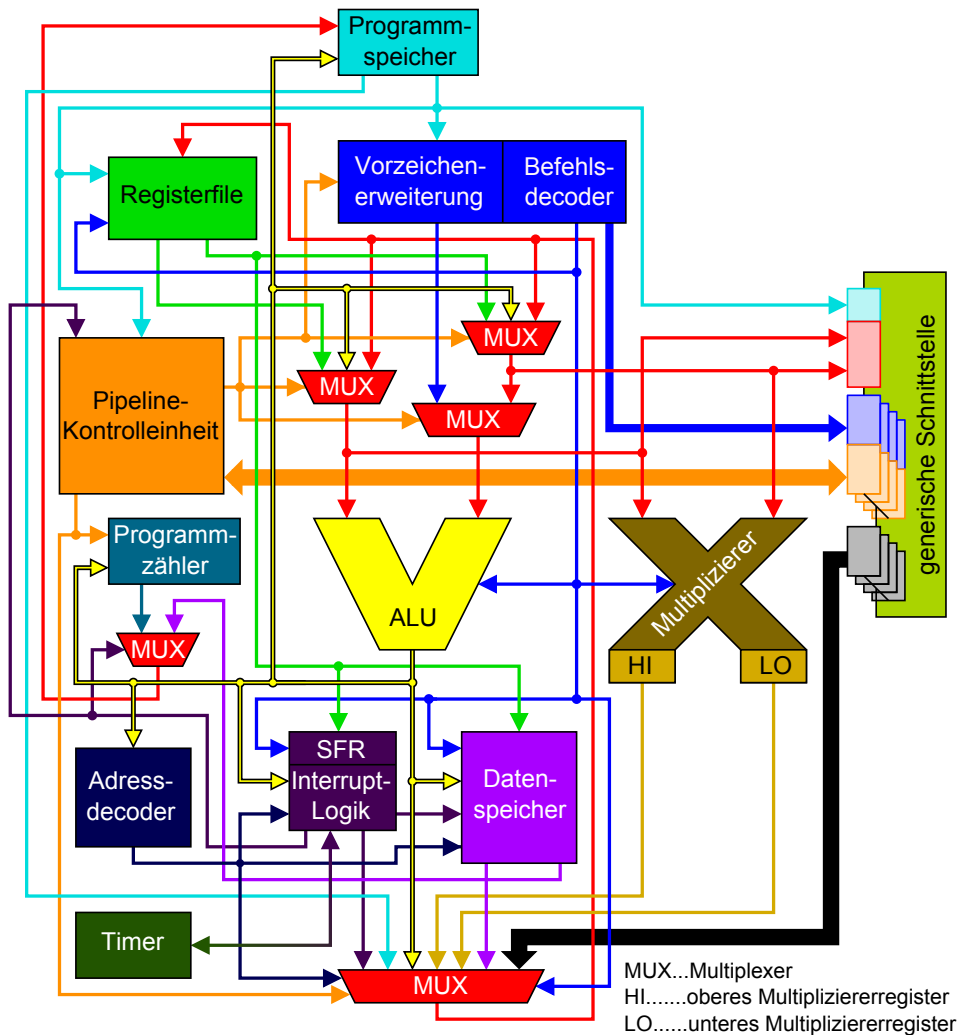 Programm-
speicher
Registerfile
Vorzeichen-
erweiterung
Befehls-
decoder
MUX
MUX
MUX
Pipeline-
Kontrolleinheit
generische Schnittstelle
Programm-
zähler
MUX
ALU
Multiplizierer
HI
LO
Adress-
decoder
SFR
Interrupt-
Logik
Daten-
speicher
Timer
MUX
MUX...Multiplexer
HI.......oberes Multipliziererregister
LO......unteres Multipliziererregister